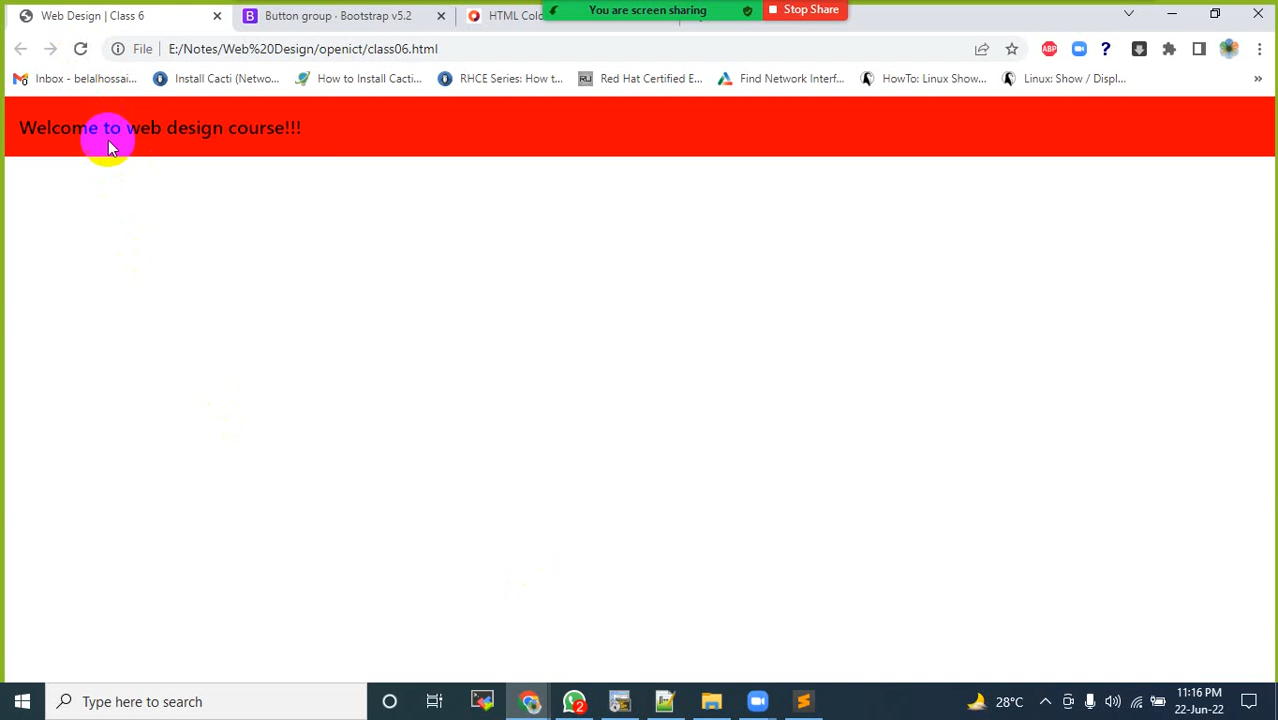 Web Design | Class 6
Button group · Bootstrap v5.2
HTML Col
You are screen sharing
Stop Share
File
E:/Notes/Web%20Design/openict/class06.html
ABP
?
Inbox - belalhossai...
Install Cacti (Netwo...
How to Install Cacti...
RHCE Series: How t...
Red Hat Certified E...
Find Network Interf...
HowTo: Linux Show...
Linux: Show / Displ...
»
Welcome to web design course!!!
Type here to search
2
28°C
11:16 PM
22-Jun-22